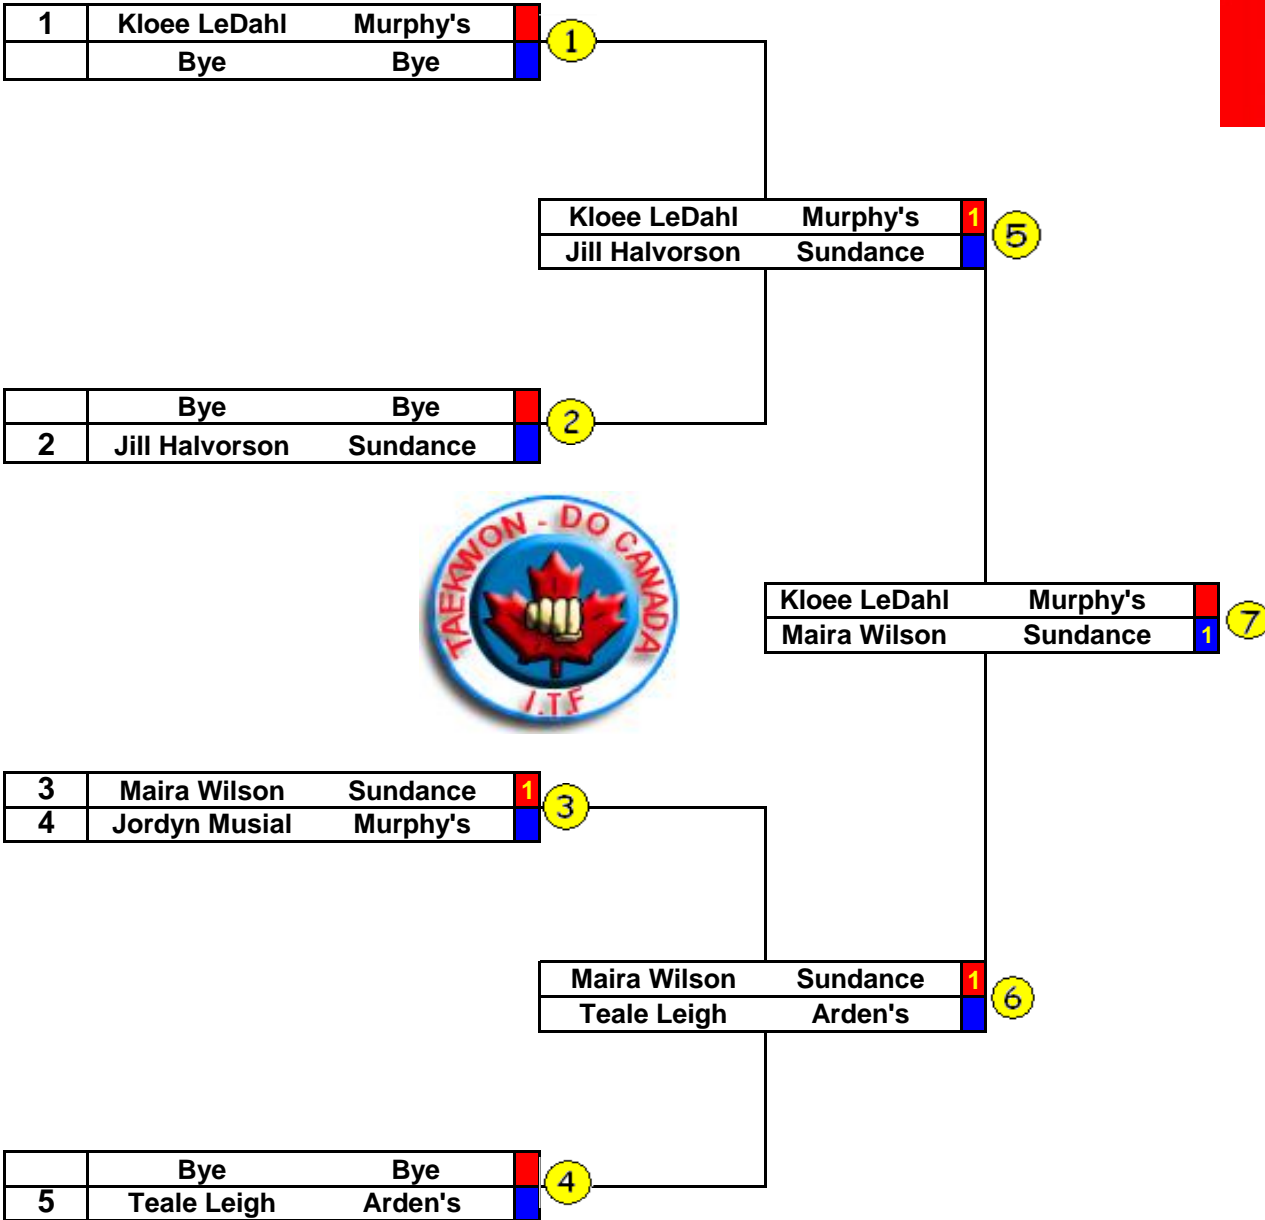 1 Kloee LeDahl Murphy's
Bye Bye
1
Kloee LeDahl Murphy's 1
Jill Halvorson Sundance
5
Bye Bye
2 Jill Halvorson Sundance
2
TAEKWON - DO CANADA
I.T.F
Kloee LeDahl Murphy's
Maira Wilson Sundance 1
7
3 Maira Wilson Sundance 1
4 Jordyn Musial Murphy's
3
Maira Wilson Sundance 1
Teale Leigh Arden's
6
Bye Bye
5 Teale Leigh Arden's
4